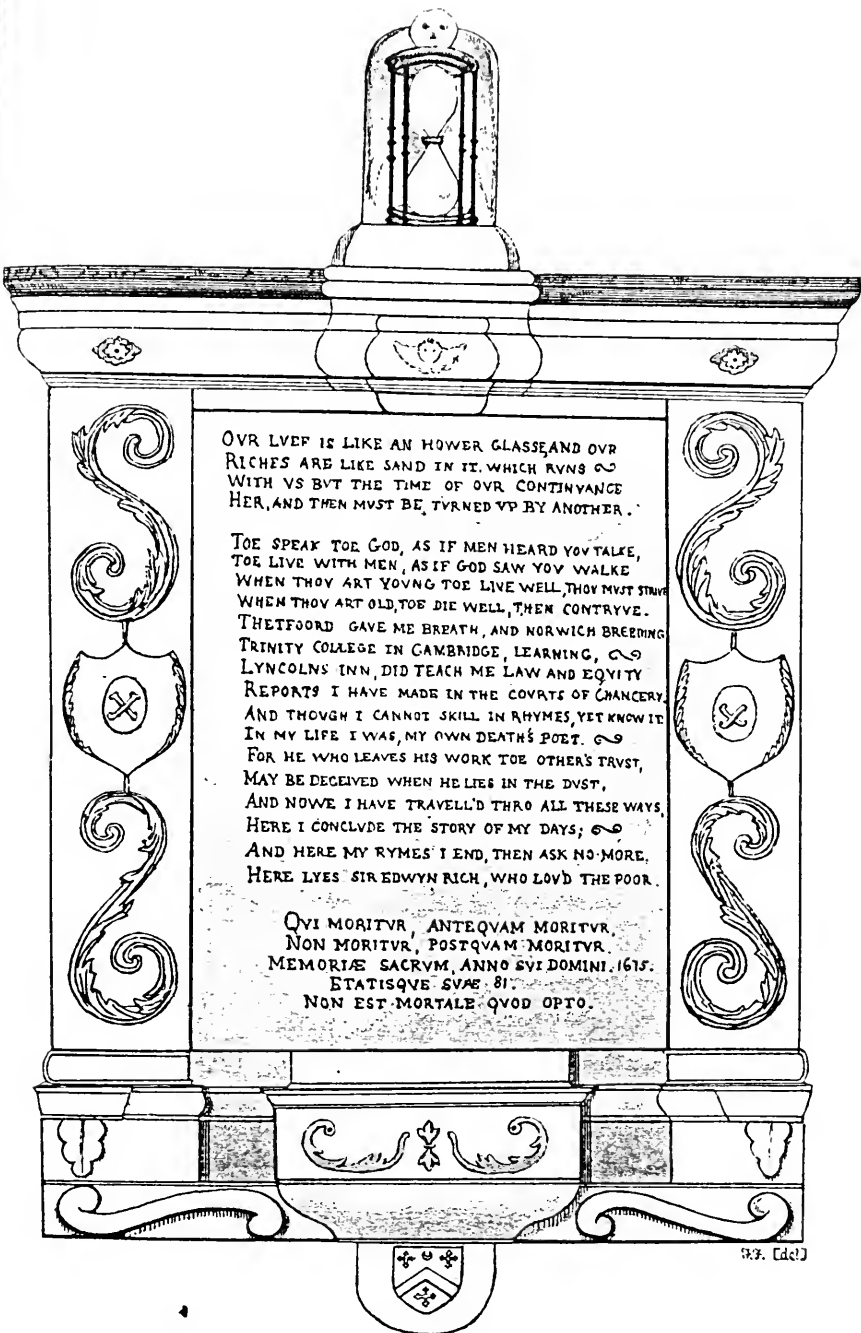 OVR LVEF IS LIKE AN HOWER GLASSE, AND OVR
RICHES ARE LIKE SAND IN IT. WHICH RVNS
WITH VS BVT THE TIME OF OVR CONTINVANCE
HER, AND THEN MVST BE TVRNED VP BY ANOTHER.
TOE SPEAK TOE GOD, AS IF MEN HEARD YOV TALKE,
TOE LIVE WITH MEN, AS IF GOD SAW YOV WALKE
WHEN THOV ART YOVNG TOE LIVE WELL, THOV MVST STRIVE
WHEN THOV ART OLD, TOE DIE WELL, THEN CONTRYVE.
THETFOORD GAVE ME BREATH, AND NORWICH BREEDING
TRINITY COLLEGE IN CAMBRIDGE, LEARNING,
LYNCOLNS INN, DID TEACH ME LAW AND EQVITY
REPORTS I HAVE MADE IN THE COVRTS OF CHANCERY,
AND THOVGH I CANNOT SKILL IN RHYMES, YET KNOW IT
IN MY LIFE I WAS, MY OWN DEATH'S POET.
FOR HE WHO LEAVES HIS WORK TOE OTHER'S TRVST,
MAY BE DECEIVED WHEN HE LIES IN THE DVST,
AND NOWE I HAVE TRAVELL'D THRO ALL THESE WAYS,
HERE I CONCLVDE THE STORY OF MY DAYS;
AND HERE MY RYMES I END, THEN ASK NO MORE,
HERE LYES SIR EDWYN RICH, WHO LOV'D THE POOR.
QVI MORITVR, ANTEQVAM MORITVR,
NON MORITVR, POSTQVAM MORITVR.
MEMORIÆ SACRVM, ANNO SVI DOMINI. 1675.
ETATISQVE SVÆ 81.
NON EST MORTALE QVOD OPTO.
[del]